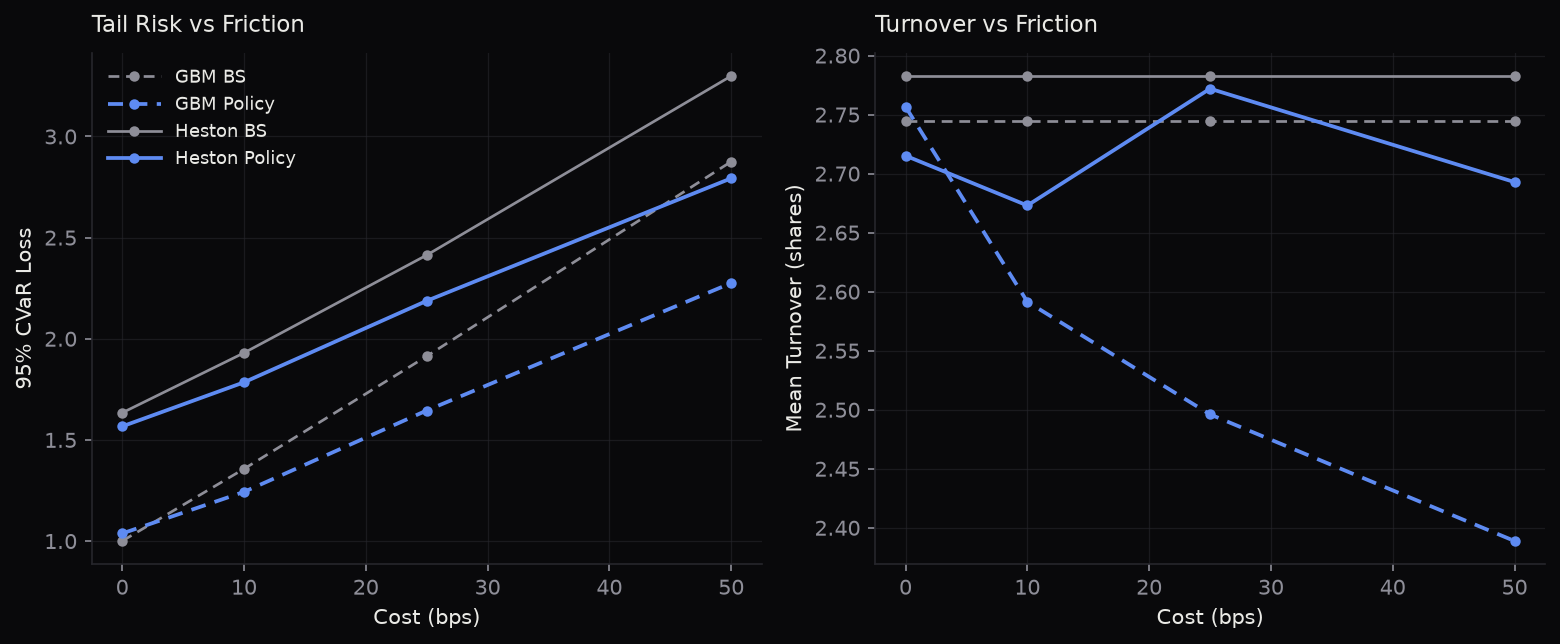 Tail Risk vs Friction
GBM BS
GBM Policy
Heston BS
Heston Policy
95% CVaR Loss
3.0
2.5
2.0
1.5
1.0
0 10 20 30 40 50
Cost (bps)
Turnover vs Friction
Mean Turnover (shares)
2.80
2.75
2.70
2.65
2.60
2.55
2.50
2.45
2.40
0 10 20 30 40 50
Cost (bps)